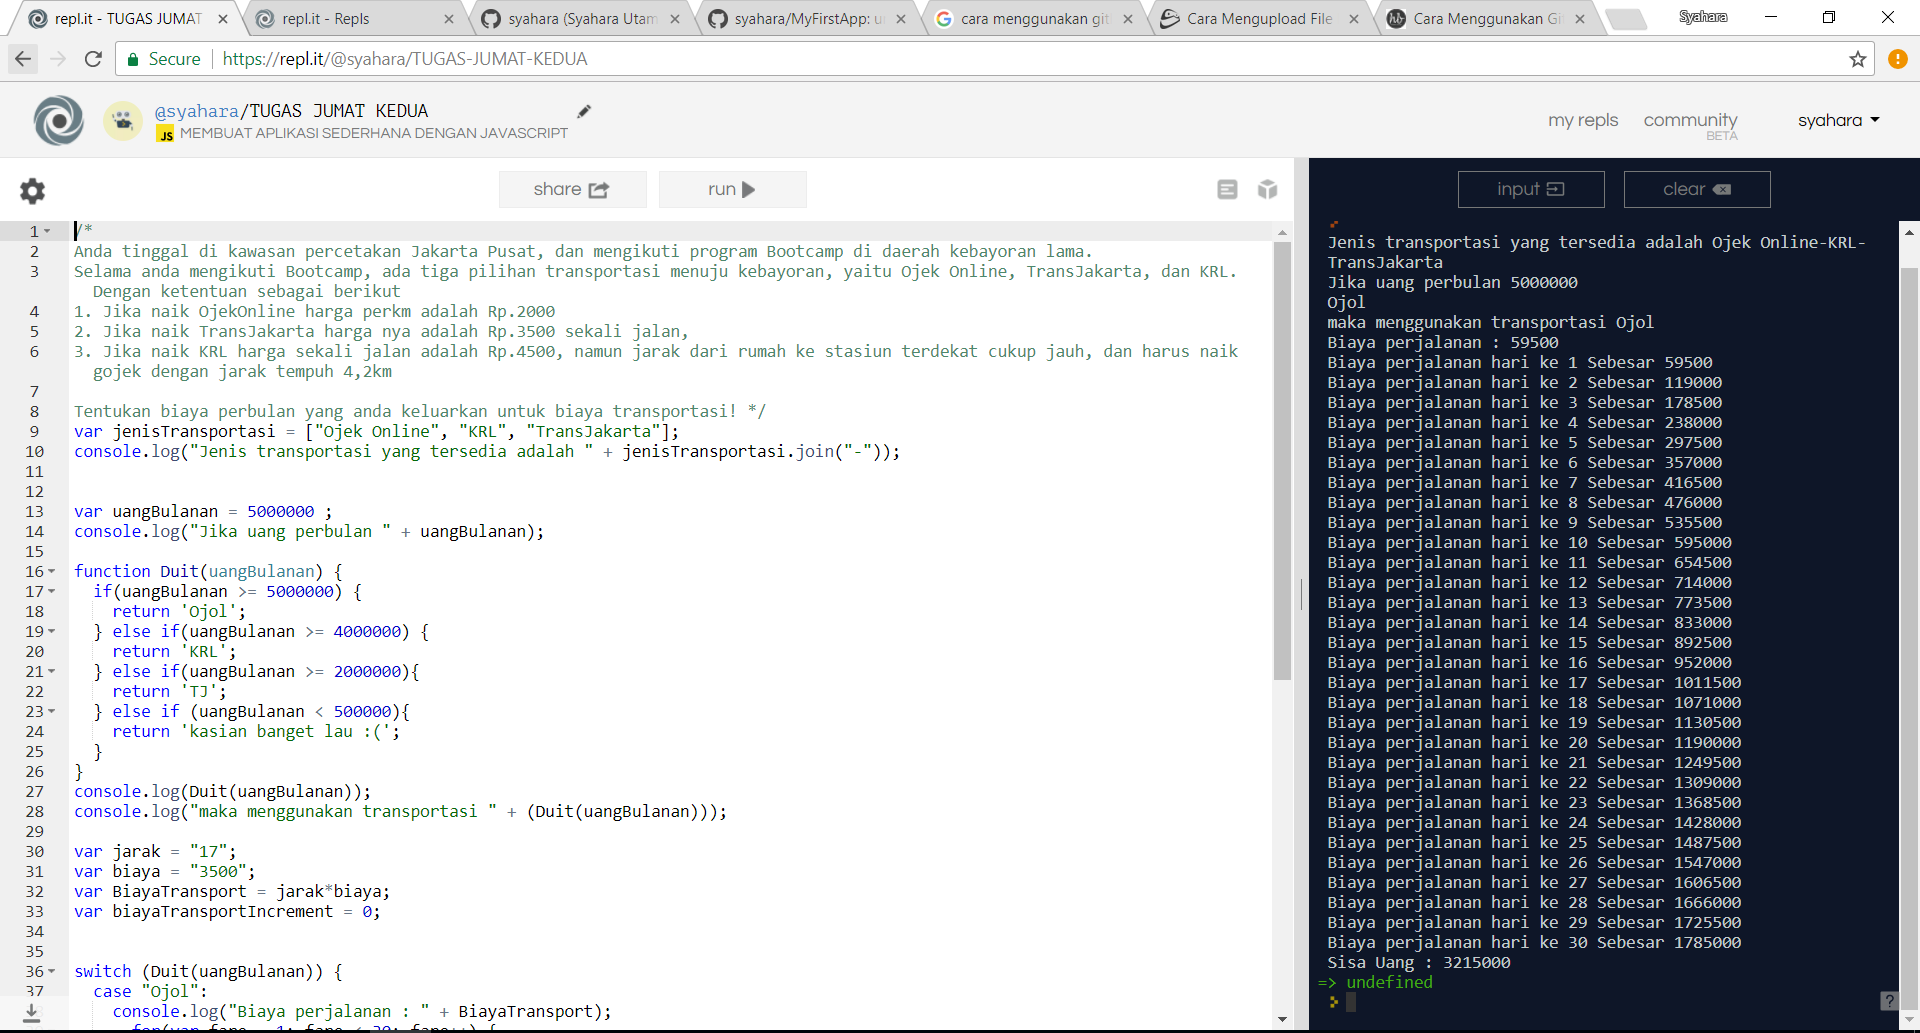 repl.it - TUGAS JUMAT
repl.it - Repls
syahara (Syahara Utam
syahara/MyFirstApp: u
cara menggunakan git
Cara Mengupload File
Cara Menggunakan Gi
Syahara
Secure
https://repl.it/@syahara/TUGAS-JUMAT-KEDUA
@syahara/TUGAS JUMAT KEDUA
JS MEMBUAT APLIKASI SEDERHANA DENGAN JAVASCRIPT
my repls
community
BETA
syahara
share
run
input
clear
1 /*
2 Anda tinggal di kawasan percetakan Jakarta Pusat, dan mengikuti program Bootcamp di daerah kebayoran lama.
3 Selama anda mengikuti Bootcamp, ada tiga pilihan transportasi menuju kebayoran, yaitu Ojek Online, TransJakarta, dan KRL.
Dengan ketentuan sebagai berikut
4 1. Jika naik OjekOnline harga perkm adalah Rp.2000
5 2. Jika naik TransJakarta harga nya adalah Rp.3500 sekali jalan,
6 3. Jika naik KRL harga sekali jalan adalah Rp.4500, namun jarak dari rumah ke stasiun terdekat cukup jauh, dan harus naik
gojek dengan jarak tempuh 4,2km
7
8 Tentukan biaya perbulan yang anda keluarkan untuk biaya transportasi! */
9 var jenisTransportasi = ["Ojek Online", "KRL", "TransJakarta"];
10 console.log("Jenis transportasi yang tersedia adalah " + jenisTransportasi.join("-"));
11
12
13 var uangBulanan = 5000000 ;
14 console.log("Jika uang perbulan " + uangBulanan);
15
16 function Duit(uangBulanan) {
17 if(uangBulanan >= 5000000) {
18 return 'Ojol';
19 } else if(uangBulanan >= 4000000) {
20 return 'KRL';
21 } else if(uangBulanan >= 2000000){
22 return 'TJ';
23 } else if (uangBulanan < 500000){
24 return 'kasian banget lau :(';
25 }
26 }
27 console.log(Duit(uangBulanan));
28 console.log("maka menggunakan transportasi " + (Duit(uangBulanan)));
29
30 var jarak = "17";
31 var biaya = "3500";
32 var BiayaTransport = jarak*biaya;
33 var biayaTransportIncrement = 0;
34
35
36 switch (Duit(uangBulanan)) {
37 case "Ojol":
console.log("Biaya perjalanan : " + BiayaTransport);
Jenis transportasi yang tersedia adalah Ojek Online-KRL-
TransJakarta
Jika uang perbulan 5000000
Ojol
maka menggunakan transportasi Ojol
Biaya perjalanan : 59500
Biaya perjalanan hari ke 1 Sebesar 59500
Biaya perjalanan hari ke 2 Sebesar 119000
Biaya perjalanan hari ke 3 Sebesar 178500
Biaya perjalanan hari ke 4 Sebesar 238000
Biaya perjalanan hari ke 5 Sebesar 297500
Biaya perjalanan hari ke 6 Sebesar 357000
Biaya perjalanan hari ke 7 Sebesar 416500
Biaya perjalanan hari ke 8 Sebesar 476000
Biaya perjalanan hari ke 9 Sebesar 535500
Biaya perjalanan hari ke 10 Sebesar 595000
Biaya perjalanan hari ke 11 Sebesar 654500
Biaya perjalanan hari ke 12 Sebesar 714000
Biaya perjalanan hari ke 13 Sebesar 773500
Biaya perjalanan hari ke 14 Sebesar 833000
Biaya perjalanan hari ke 15 Sebesar 892500
Biaya perjalanan hari ke 16 Sebesar 952000
Biaya perjalanan hari ke 17 Sebesar 1011500
Biaya perjalanan hari ke 18 Sebesar 1071000
Biaya perjalanan hari ke 19 Sebesar 1130500
Biaya perjalanan hari ke 20 Sebesar 1190000
Biaya perjalanan hari ke 21 Sebesar 1249500
Biaya perjalanan hari ke 22 Sebesar 1309000
Biaya perjalanan hari ke 23 Sebesar 1368500
Biaya perjalanan hari ke 24 Sebesar 1428000
Biaya perjalanan hari ke 25 Sebesar 1487500
Biaya perjalanan hari ke 26 Sebesar 1547000
Biaya perjalanan hari ke 27 Sebesar 1606500
Biaya perjalanan hari ke 28 Sebesar 1666000
Biaya perjalanan hari ke 29 Sebesar 1725500
Biaya perjalanan hari ke 30 Sebesar 1785000
Sisa Uang : 3215000
=> undefined
?